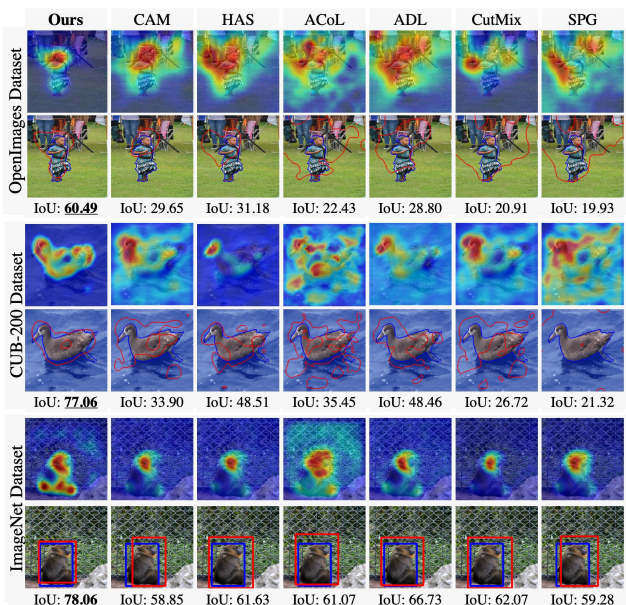 Ours CAM HAS ACoL ADL CutMix SPG
OpenImages Dataset
IoU: 60.49 IoU: 29.65 IoU: 31.18 IoU: 22.43 IoU: 28.80 IoU: 20.91 IoU: 19.93
CUB-200 Dataset
IoU: 77.06 IoU: 33.90 IoU: 48.51 IoU: 35.45 IoU: 48.46 IoU: 26.72 IoU: 21.32
ImageNet Dataset
IoU: 78.06 IoU: 58.85 IoU: 61.63 IoU: 61.07 IoU: 66.73 IoU: 62.07 IoU: 59.28